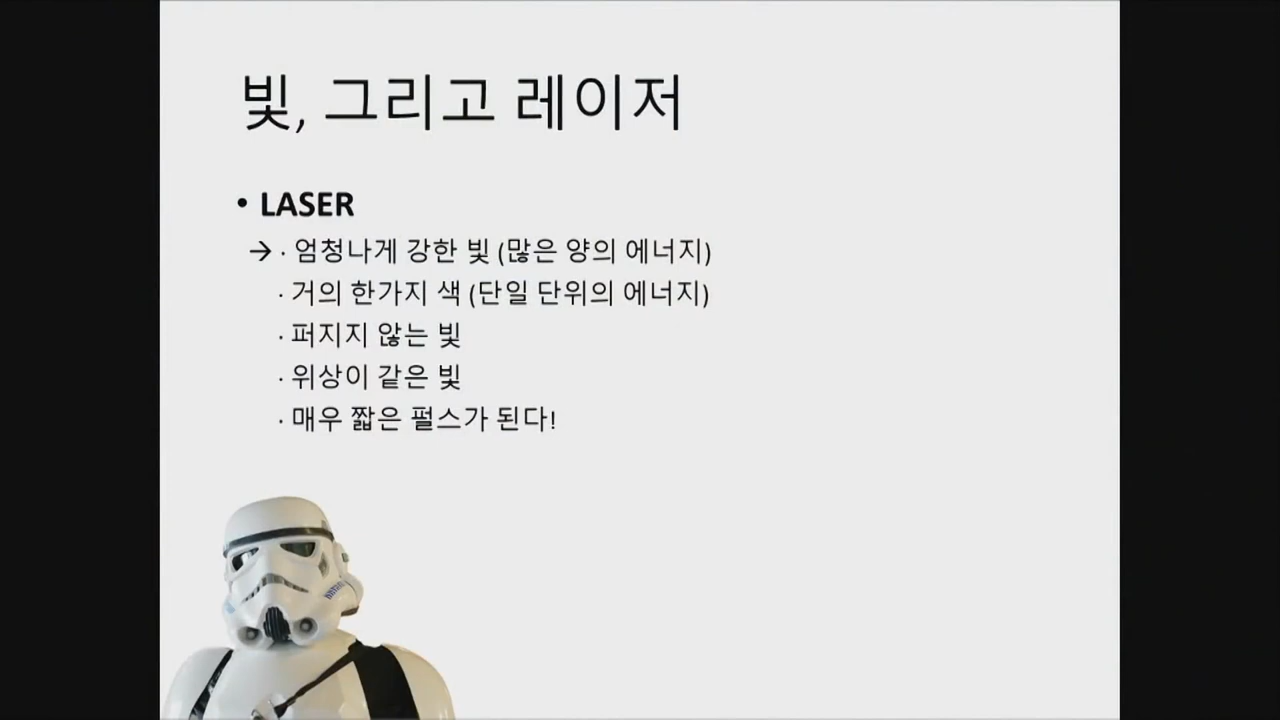 빛, 그리고 레이저
• LASER
→ · 엄청나게 강한 빛 (많은 양의 에너지)
· 거의 한가지 색 (단일 단위의 에너지)
· 퍼지지 않는 빛
· 위상이 같은 빛
· 매우 짧은 펄스가 된다!